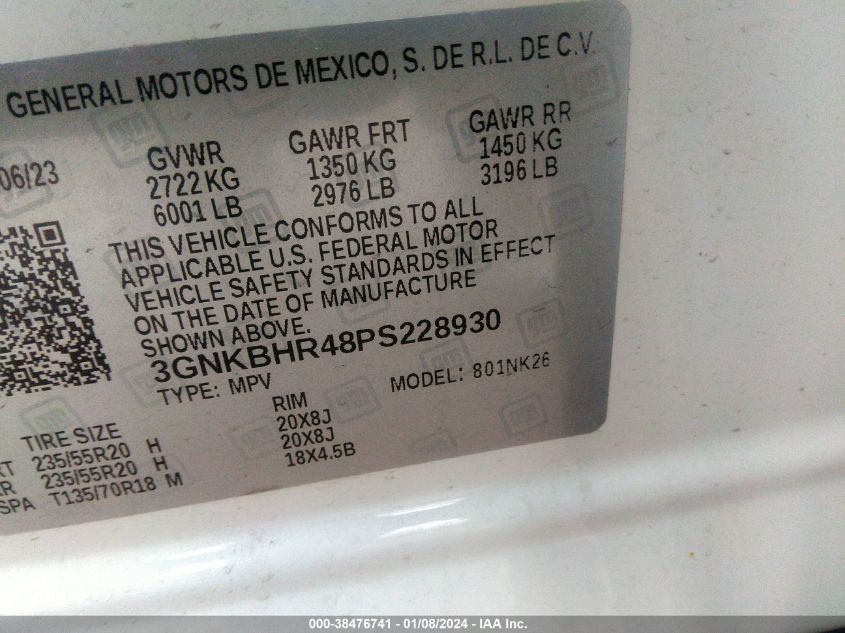 GENERAL MOTORS DE MEXICO, S. DE R.L. DE C.V.
06/23
GVWR
2722 KG
6001 LB
GAWR FRT
1350 KG
2976 LB
GAWR RR
1450 KG
3196 LB
THIS VEHICLE CONFORMS TO ALL
APPLICABLE U.S. FEDERAL MOTOR
VEHICLE SAFETY STANDARDS IN EFFECT
ON THE DATE OF MANUFACTURE
SHOWN ABOVE.
3GNKBHR48PS228930
TYPE: MPV
MODEL: 801NK26
TIRE SIZE
RIM
RT 235/55R20 H 20X8J
RR 235/55R20 H 20X8J
SPA T135/70R18 M 18X4.5B
000-38476741 - 01/08/2024 - IAA Inc.